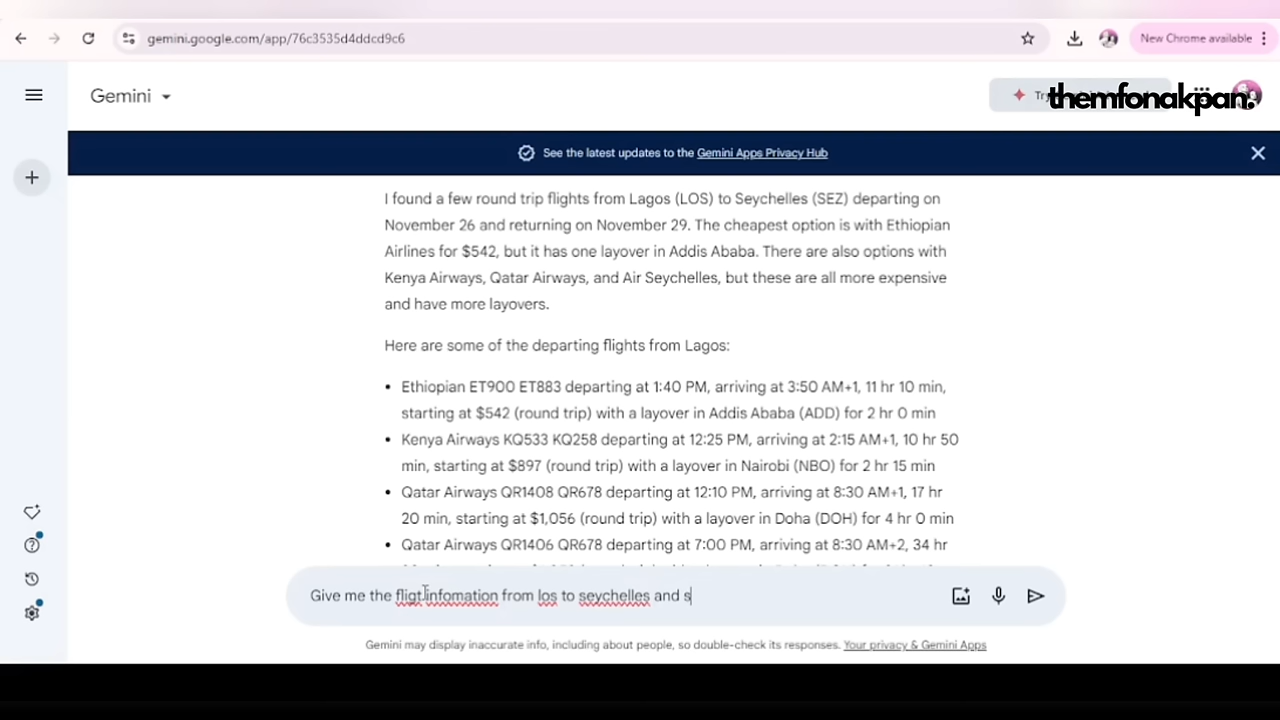 gemini.google.com/app/76c3535d4ddcd9c6
New Chrome available
Gemini
Try
themfonakpan.
See the latest updates to the Gemini Apps Privacy Hub
I found a few round trip flights from Lagos (LOS) to Seychelles (SEZ) departing on
November 26 and returning on November 29. The cheapest option is with Ethiopian
Airlines for $542, but it has one layover in Addis Ababa. There are also options with
Kenya Airways, Qatar Airways, and Air Seychelles, but these are all more expensive
and have more layovers.
Here are some of the departing flights from Lagos:
• Ethiopian ET900 ET883 departing at 1:40 PM, arriving at 3:50 AM+1, 11 hr 10 min,
starting at $542 (round trip) with a layover in Addis Ababa (ADD) for 2 hr 0 min
• Kenya Airways KQ533 KQ258 departing at 12:25 PM, arriving at 2:15 AM+1, 10 hr 50
min, starting at $897 (round trip) with a layover in Nairobi (NBO) for 2 hr 15 min
• Qatar Airways QR1408 QR678 departing at 12:10 PM, arriving at 8:30 AM+1, 17 hr
20 min, starting at $1,056 (round trip) with a layover in Doha (DOH) for 4 hr 0 min
• Qatar Airways QR1406 QR678 departing at 7:00 PM, arriving at 8:30 AM+2, 34 hr
Give me the fligt infomation from los to seychelles and s
Gemini may display inaccurate info, including about people, so double-check its responses. Your privacy & Gemini Apps